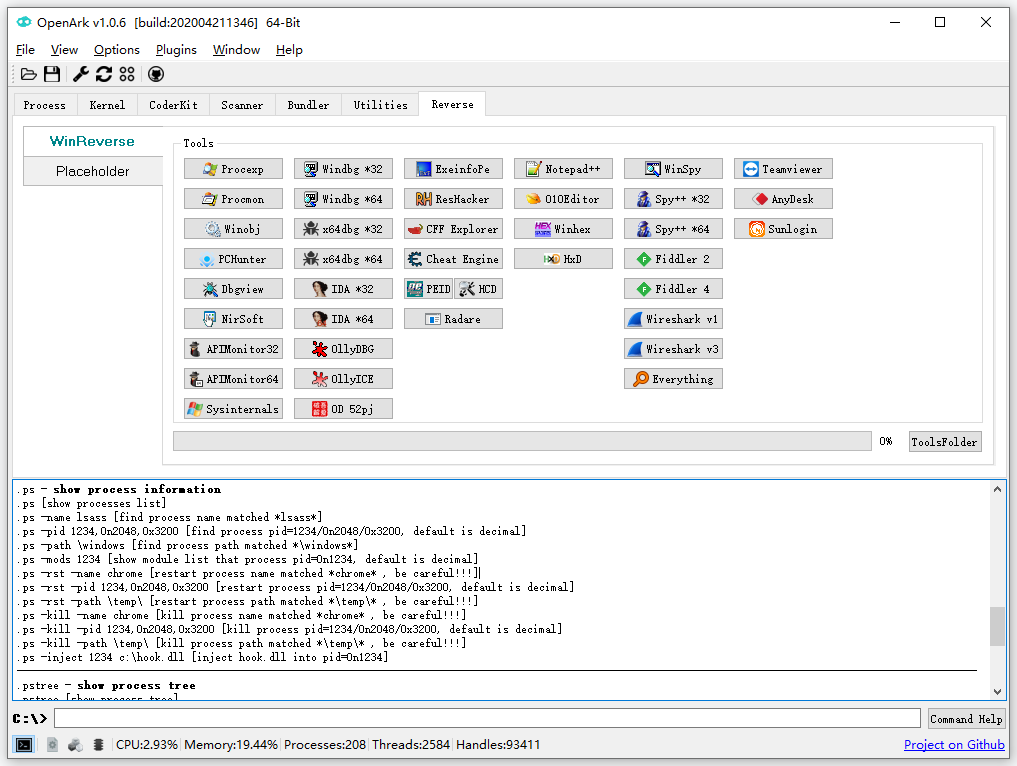 OpenArk v1.0.6 [build:202004211346] 64-Bit
File View Options Plugins Window Help
Process Kernel CoderKit Scanner Bundler Utilities Reverse
WinReverse
Placeholder
Tools
Procexp Windbg *32 ExeinfoPe Notepad++ WinSpy Teamviewer
Procmon Windbg *64 ResHacker 010Editor Spy++ *32 AnyDesk
Winobj x64dbg *32 CFF Explorer Winhex Spy++ *64 Sunlogin
PCHunter x64dbg *64 Cheat Engine HxD Fiddler 2
Dbgview IDA *32 PEID HCD Fiddler 4
NirSoft IDA *64 Radare Wireshark v1
APIMonitor32 OllyDBG Wireshark v3
APIMonitor64 OllyICE Everything
Sysinternals OD 52pj
0% ToolsFolder
.ps - show process information
.ps [show processes list]
.ps -name lsass [find process name matched *lsass*]
.ps -pid 1234,0n2048,0x3200 [find process pid=1234/0n2048/0x3200, default is decimal]
.ps -path \windows [find process path matched *\windows*]
.ps -mods 1234 [show module list that process pid=0n1234, default is decimal]
.ps -rst -name chrome [restart process name matched *chrome* , be careful!!!]
.ps -rst -pid 1234,0n2048,0x3200 [restart process pid=1234/0n2048/0x3200, default is decimal]
.ps -rst -path \temp\ [restart process path matched *\temp\* , be careful!!!]
.ps -kill -name chrome [kill process name matched *chrome* , be careful!!!]
.ps -kill -pid 1234,0n2048,0x3200 [kill process pid=1234/0n2048/0x3200, default is decimal]
.ps -kill -path \temp\ [kill process path matched *\temp\* , be careful!!!]
.ps -inject 1234 c:\hook.dll [inject hook.dll into pid=0n1234]
.pstree - show process tree
.pstree [show process tree]
C:\> Command Help
CPU:2.93% Memory:19.44% Processes:208 Threads:2584 Handles:93411 Project on Github